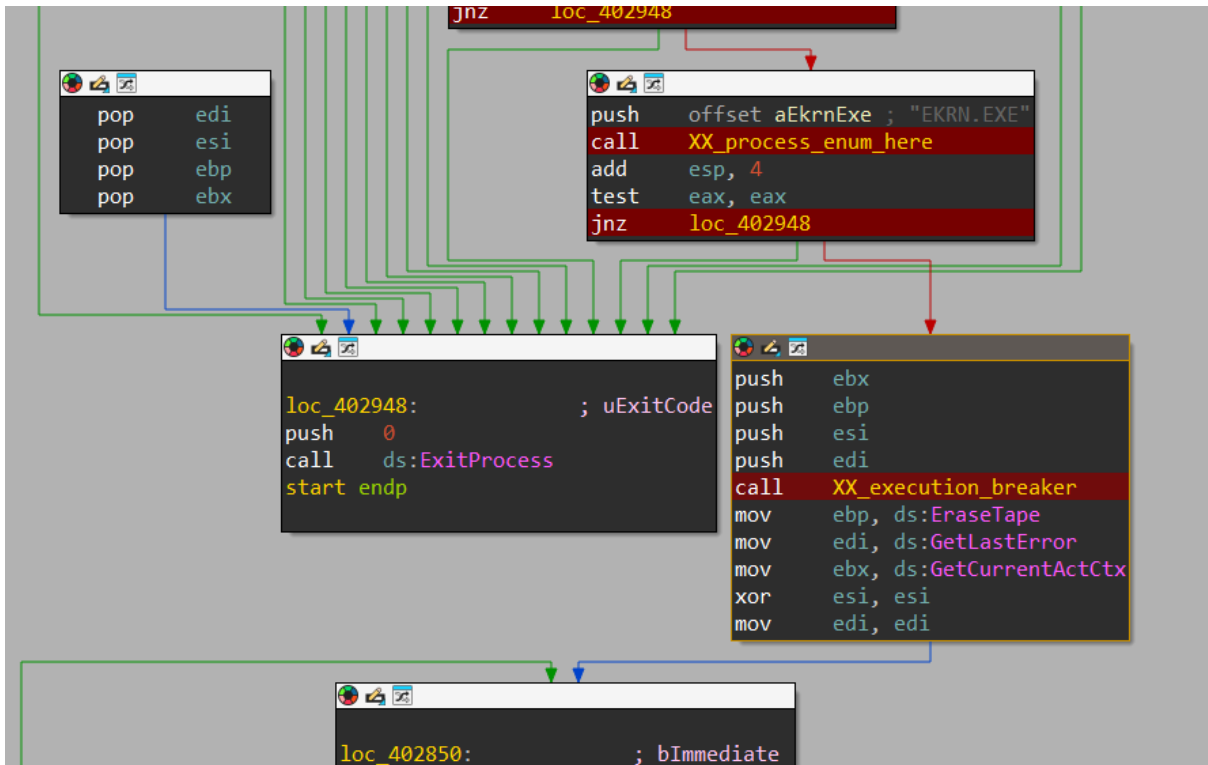 jnz loc_402948
pop edi
pop esi
pop ebp
pop ebx
push offset aEkrnExe ; "EKRN.EXE"
call XX_process_enum_here
add esp, 4
test eax, eax
jnz loc_402948
loc_402948: ; uExitCode
push 0
call ds:ExitProcess
start endp
push ebx
push ebp
push esi
push edi
call XX_execution_breaker
mov ebp, ds:EraseTape
mov edi, ds:GetLastError
mov ebx, ds:GetCurrentActCtx
xor esi, esi
mov edi, edi
loc_402850: ; bImmediate